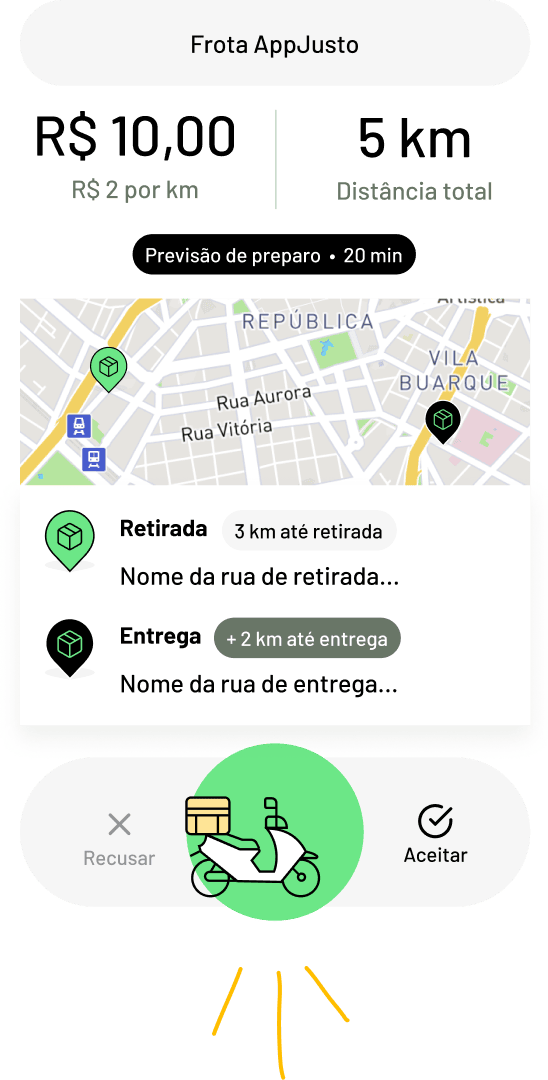 Frota AppJusto
R$ 10,00
R$ 2 por km
5 km
Distância total
Previsão de preparo • 20 min
Artística
REPÚBLICA
VILA
BUARQUE
Rua Aurora
Rua Vitória
Retirada
3 km até retirada
Nome da rua de retirada...
Entrega
+ 2 km até entrega
Nome da rua de entrega...
Recusar
Aceitar